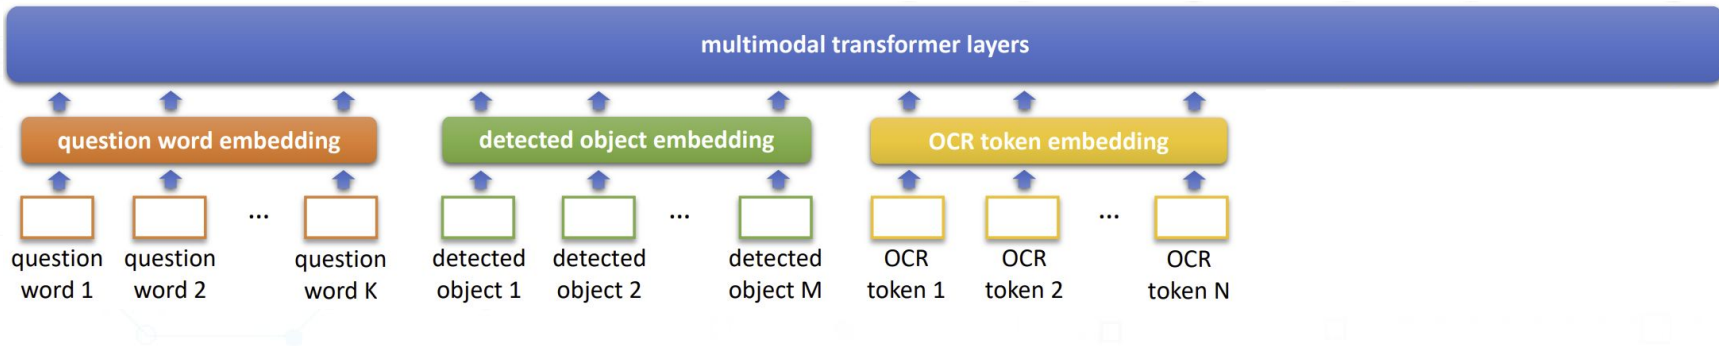 multimodal transformer layers
question word embedding
detected object embedding
OCR token embedding
...
...
...
question word 1
question word 2
question word K
detected object 1
detected object 2
detected object M
OCR token 1
OCR token 2
OCR token N